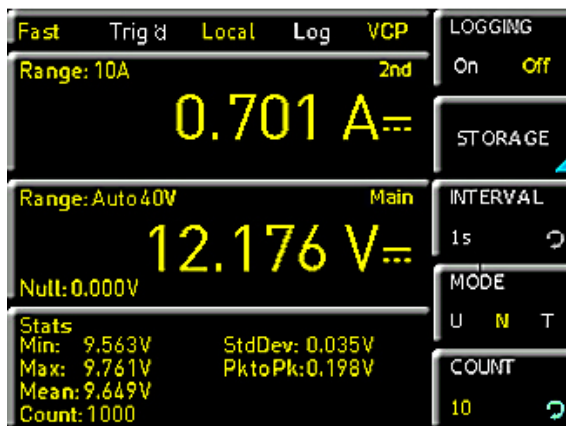 Fast Trig'd Local Log VCP
Range: 10A 2nd
0.701 A
Range: Auto 40V Main
12.176 V
Null: 0.000V
Stats
Min: 9.563V StdDev: 0.035V
Max: 9.761V PktoPk: 0.198V
Mean: 9.649V
Count: 1000
LOGGING
On Off
STORAGE
INTERVAL
1s
MODE
U N T
COUNT
10